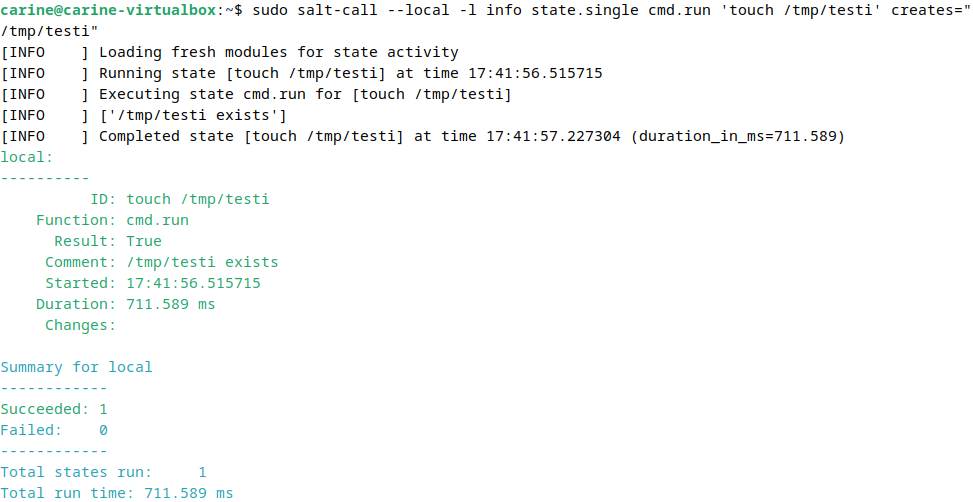 carine@carine-virtualbox:~$ sudo salt-call --local -l info state.single cmd.run 'touch /tmp/testi' creates="
/tmp/testi"
[INFO    ] Loading fresh modules for state activity
[INFO    ] Running state [touch /tmp/testi] at time 17:41:56.515715
[INFO    ] Executing state cmd.run for [touch /tmp/testi]
[INFO    ] ['/tmp/testi exists']
[INFO    ] Completed state [touch /tmp/testi] at time 17:41:57.227304 (duration_in_ms=711.589)
local:
----------
          ID: touch /tmp/testi
    Function: cmd.run
      Result: True
     Comment: /tmp/testi exists
     Started: 17:41:56.515715
    Duration: 711.589 ms
     Changes:

Summary for local
------------
Succeeded: 1
Failed:    0
------------
Total states run:     1
Total run time: 711.589 ms